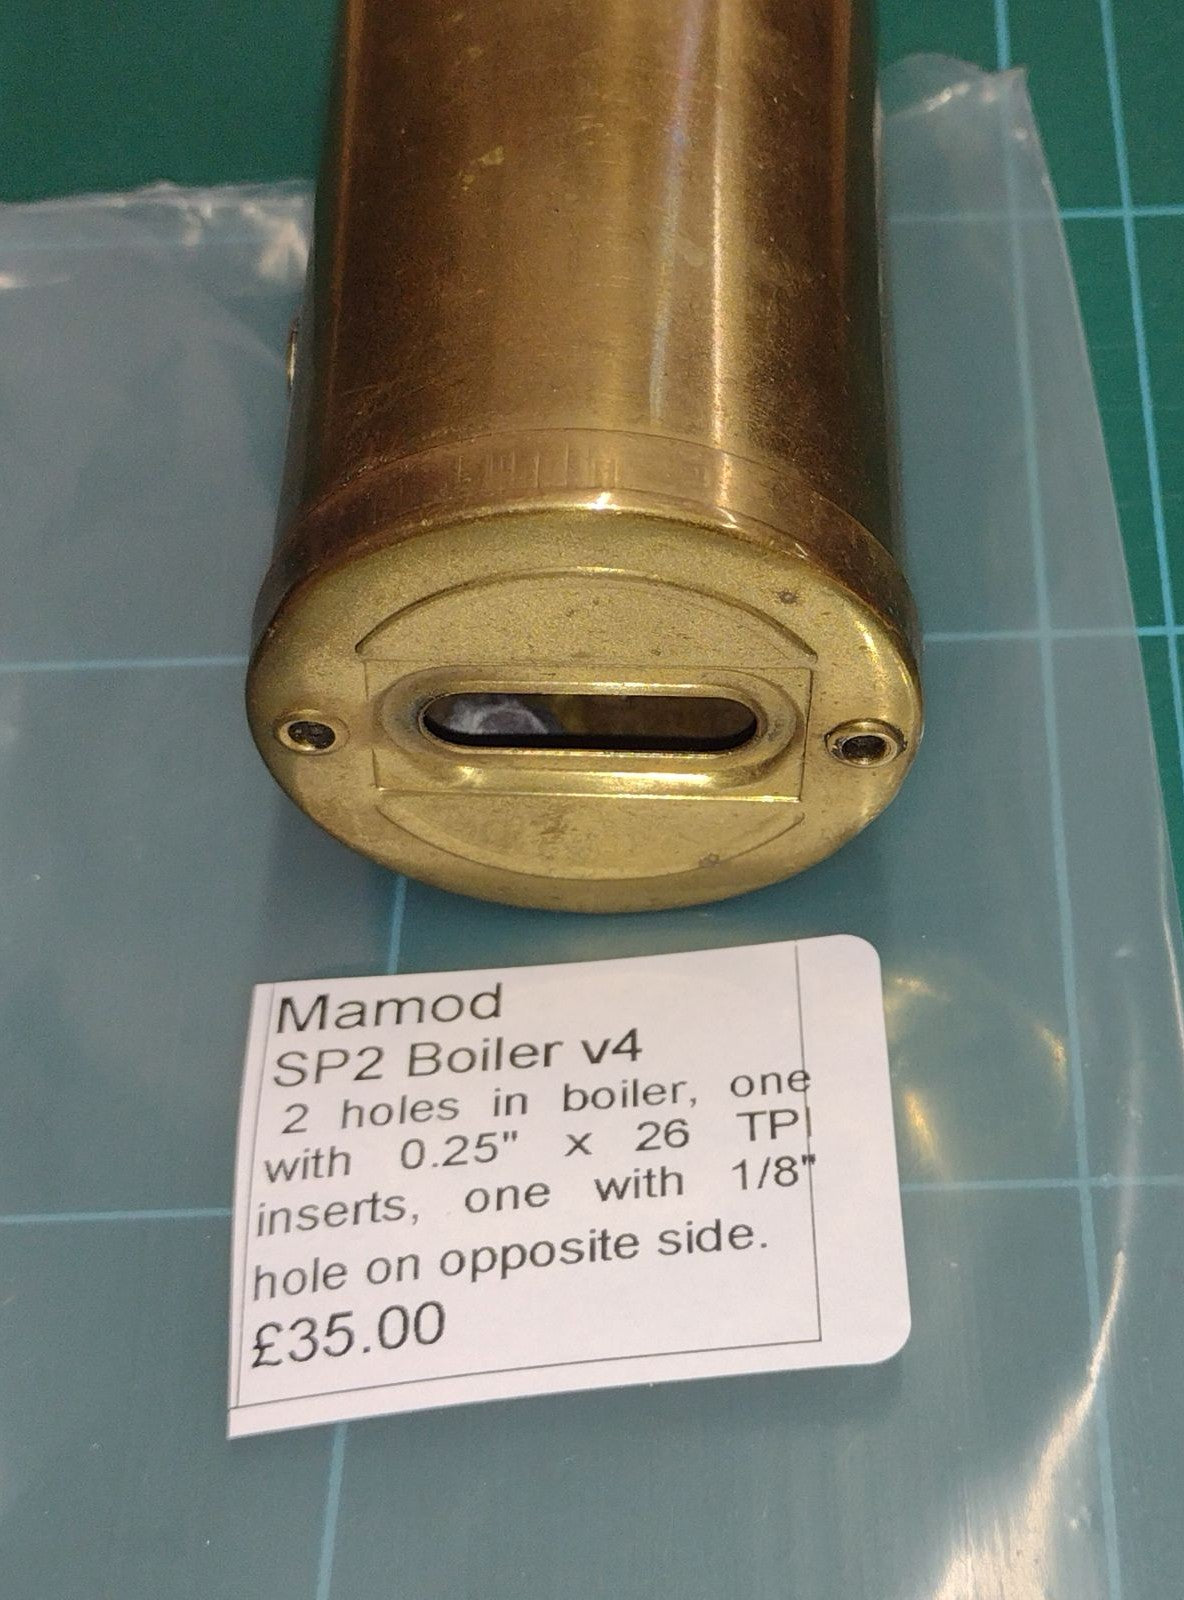 Mamod
SP2 Boiler v4
2 holes in boiler, one
with 0.25" x 26 TPI
inserts, one with 1/8"
hole on opposite side.
£35.00